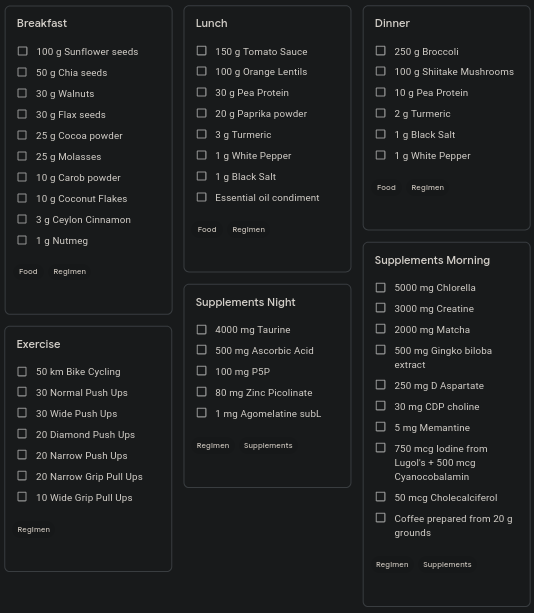 Breakfast
100 g Sunflower seeds
50 g Chia seeds
30 g Walnuts
30 g Flax seeds
25 g Cocoa powder
25 g Molasses
10 g Carob powder
10 g Coconut Flakes
3 g Ceylon Cinnamon
1 g Nutmeg
Food Regimen
Exercise
50 km Bike Cycling
30 Normal Push Ups
30 Wide Push Ups
20 Diamond Push Ups
20 Narrow Push Ups
20 Narrow Grip Pull Ups
10 Wide Grip Pull Ups
Regimen
Lunch
150 g Tomato Sauce
100 g Orange Lentils
30 g Pea Protein
20 g Paprika powder
3 g Turmeric
1 g White Pepper
1 g Black Salt
Essential oil condiment
Food Regimen
Supplements Night
4000 mg Taurine
500 mg Ascorbic Acid
100 mg P5P
80 mg Zinc Picolinate
1 mg Agomelatine subL
Regimen Supplements
Dinner
250 g Broccoli
100 g Shiitake Mushrooms
10 g Pea Protein
2 g Turmeric
1 g Black Salt
1 g White Pepper
Food Regimen
Supplements Morning
5000 mg Chlorella
3000 mg Creatine
2000 mg Matcha
500 mg Gingko biloba
extract
250 mg D Aspartate
30 mg CDP choline
5 mg Memantine
750 mcg Iodine from
Lugol's + 500 mcg
Cyanocobalamin
50 mcg Cholecalciferol
Coffee prepared from 20 g
grounds
Regimen Supplements